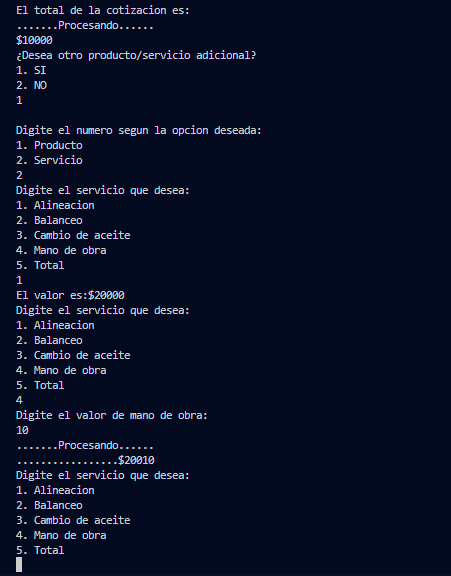 El total de la cotizacion es:
.......Procesando......
$10000
¿Desea otro producto/servicio adicional?
1. SI
2. NO
1
Digite el numero segun la opcion deseada:
1. Producto
2. Servicio
2
Digite el servicio que desea:
1. Alineacion
2. Balanceo
3. Cambio de aceite
4. Mano de obra
5. Total
1
El valor es:$20000
Digite el servicio que desea:
1. Alineacion
2. Balanceo
3. Cambio de aceite
4. Mano de obra
5. Total
4
Digite el valor de mano de obra:
10
.......Procesando......
.................$20010
Digite el servicio que desea:
1. Alineacion
2. Balanceo
3. Cambio de aceite
4. Mano de obra
5. Total